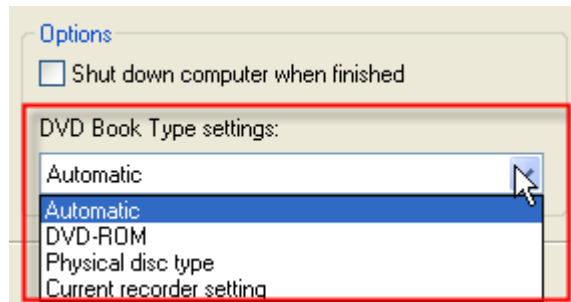 Options
Shut down computer when finished
DVD Book Type settings:
Automatic
Automatic
DVD-ROM
Physical disc type
Current recorder setting